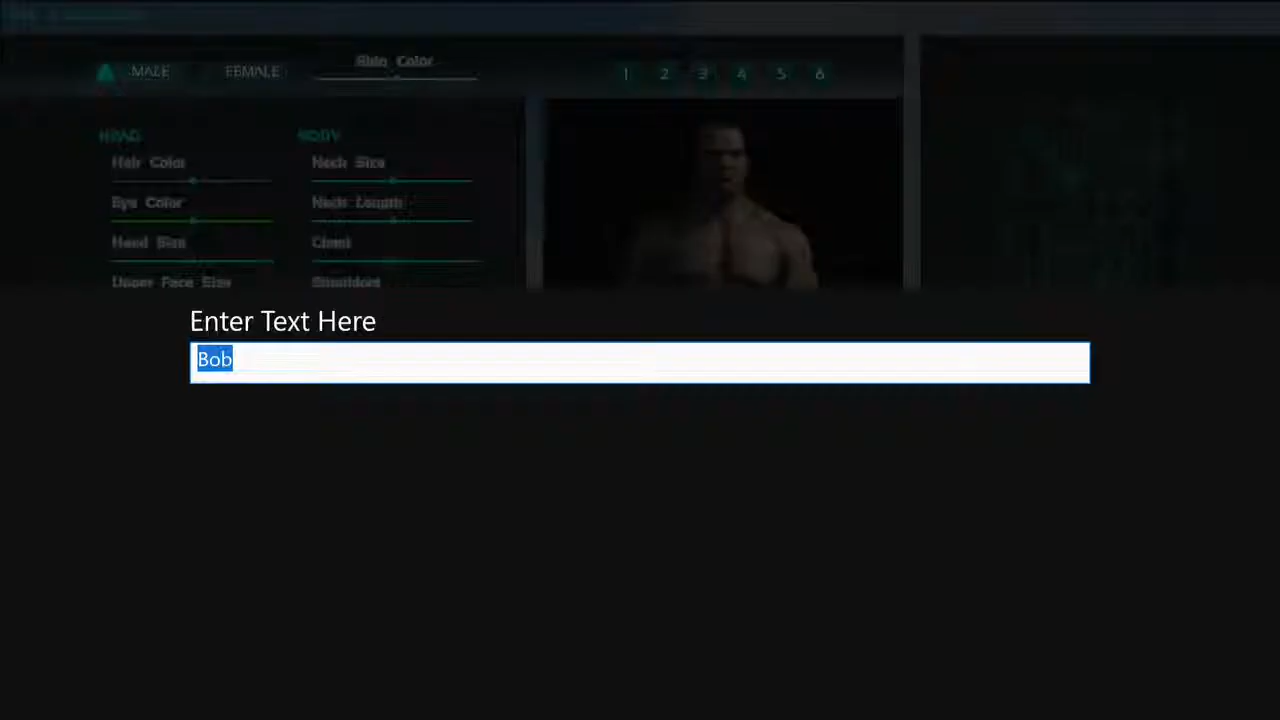 MALE FEMALE Skin Color 1 2 3 4 5 6
HEAD BODY
Hair Color Neck Size
Eye Color Neck Length
Head Size Chest
Upper Face Size Shoulders
Enter Text Here
Bob